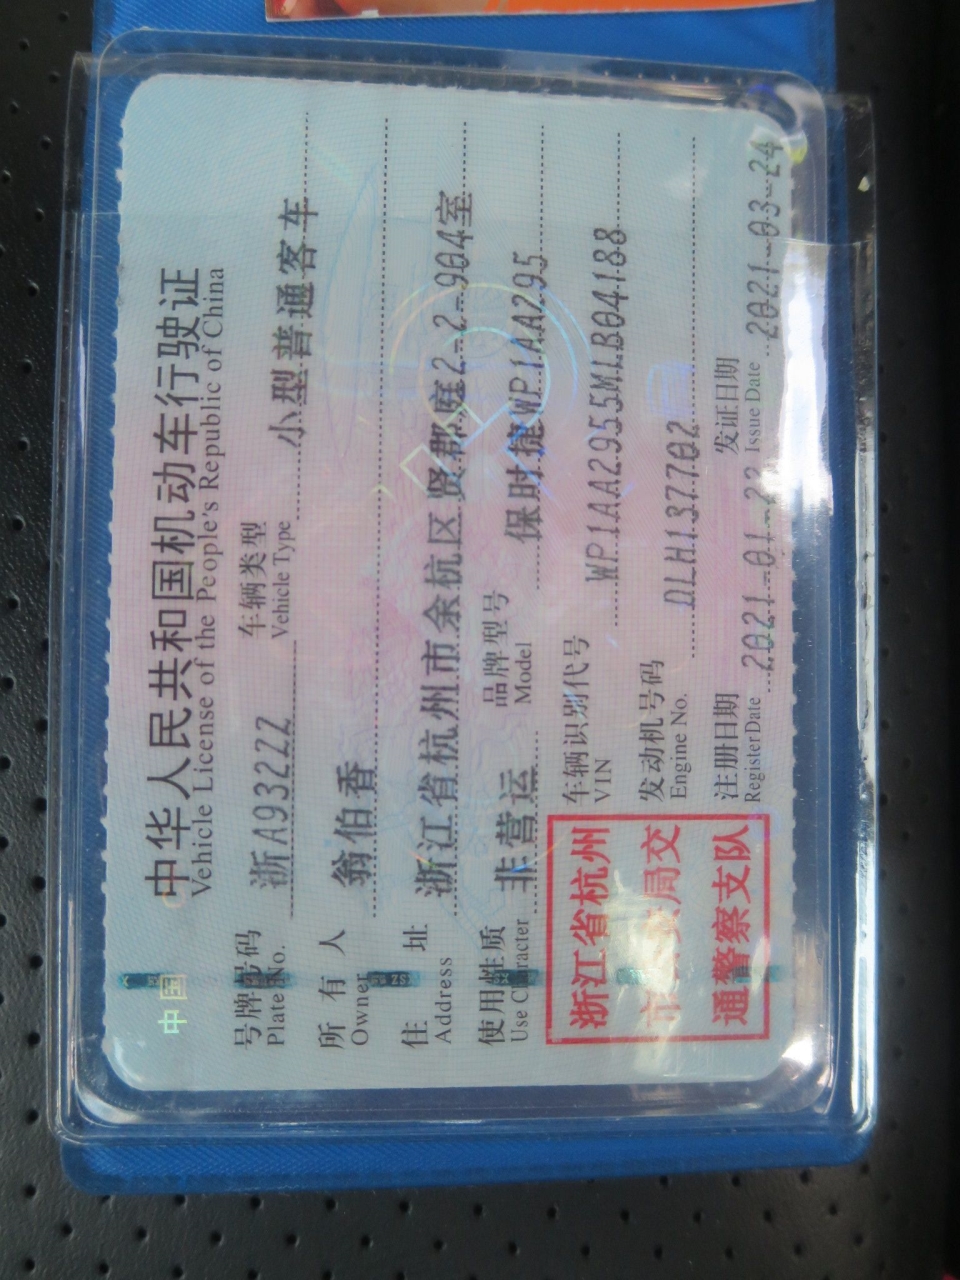 中华人民共和国机动车行驶证
Vehicle License of the People's Republic of China
中国
号牌号码 浙A93222 车辆类型 小型普通客车
Plate No. Vehicle Type
所有人 翁伯香
Owner
住址 浙江省杭州市余杭区贤郡庭2-2-904室
Address
使用性质 非营运 品牌型号 保时捷WP1AA295
Use Character Model
浙江省杭州 车辆识别代号 WP1AA2955MLB04188
VIN
市 局交 发动机号码 DLH137702
Engine No.
通警察支队 注册日期 2021-01-22 发证日期 2021-03-24
Register Date Issue Date